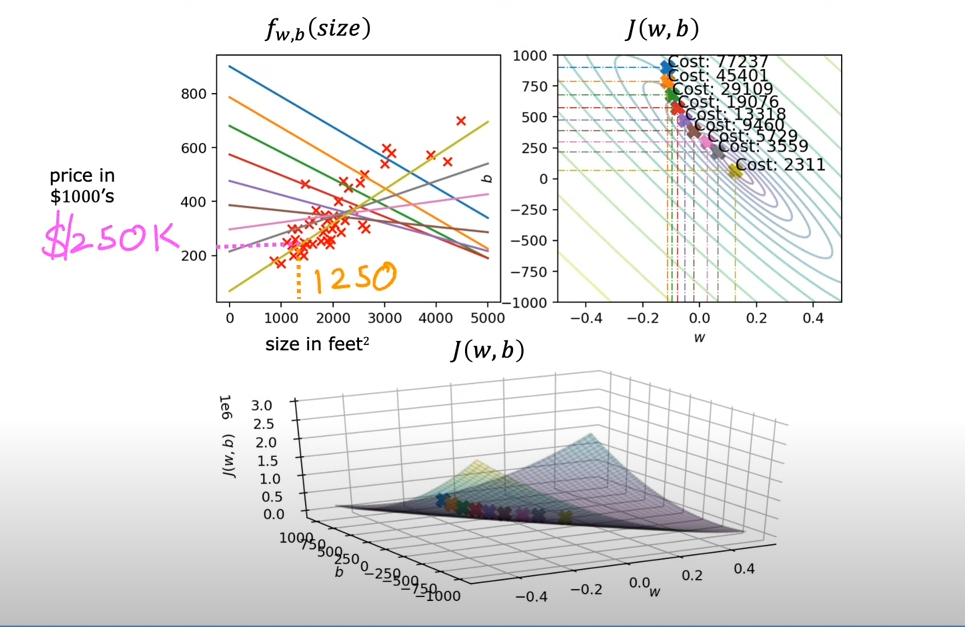 f_{w,b}(size)
800
600
400
200
0
1000
2000
3000
4000
5000
price in
$1000's
$250K
1250
size in feet²
J(w, b)
1000
750
500
250
0
−250
−500
−750
−1000
b
Cost: 77237
Cost: 45401
Cost: 29109
Cost: 19076
Cost: 13318
Cost: 9460
Cost: 5729
Cost: 3559
Cost: 2311
−0.4
−0.2
0.0
0.2
0.4
w
J(w, b)
1e6
J(w,b)
3.0
2.5
2.0
1.5
1.0
0.5
0.0
1000
750
500
250
0
−250
−500
−750
−1000
b
−0.4
−0.2
0.0
0.2
0.4
w